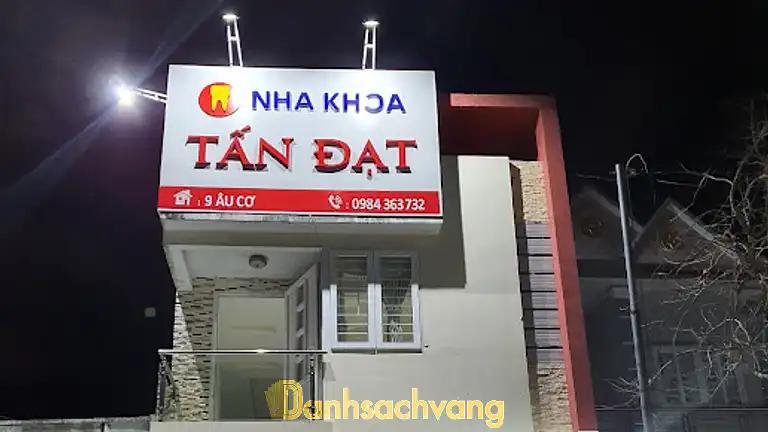 NHA KHOA
TẤN ĐẠT
: 9 ÂU CƠ
: 0984 363 732
Danhsachvang